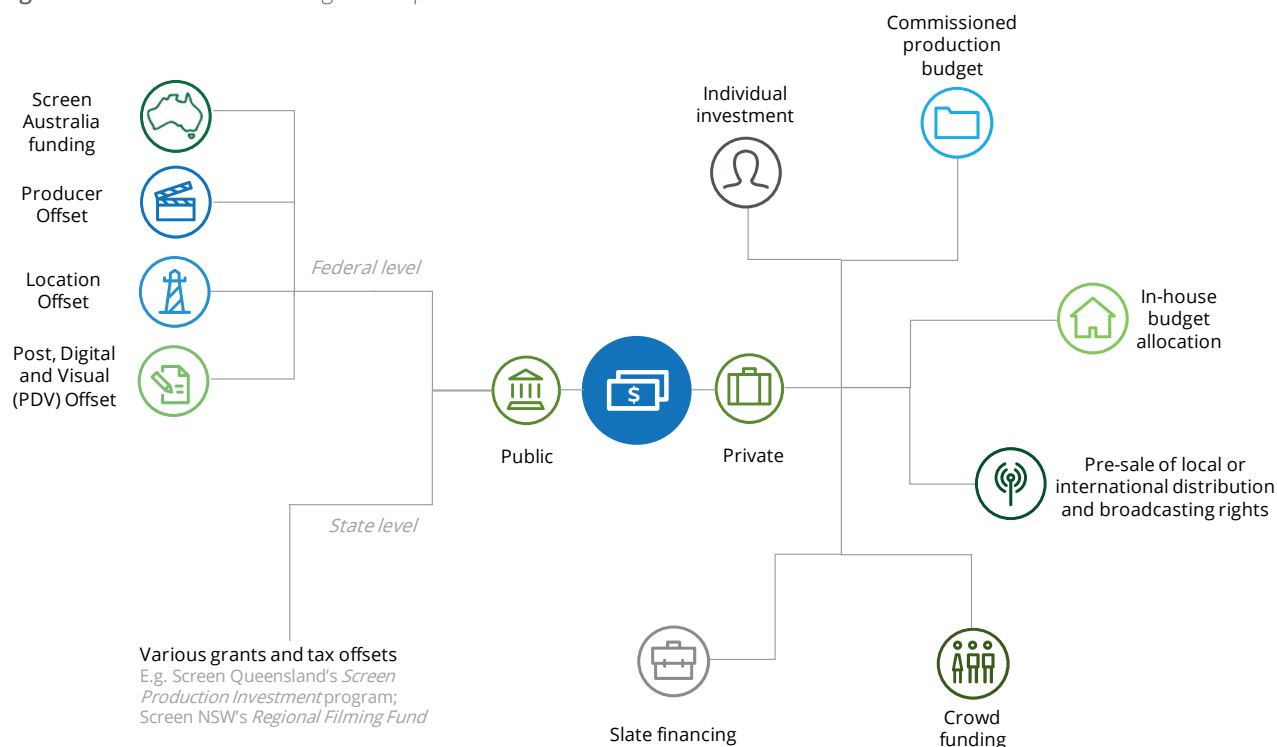 Commissioned
production
budget
Screen
Australia
funding
Individual
investment
Producer
Offset
Federal level
Location
Offset
In-house
budget
allocation
Post, Digital
and Visual
(PDV) Offset
$
Public
Private
Pre-sale of local or
international distribution
and broadcasting rights
State level
Various grants and tax offsets
E.g. Screen Queensland’s Screen
Production Investment program;
Screen NSW’s Regional Filming Fund
Slate financing
Crowd
funding